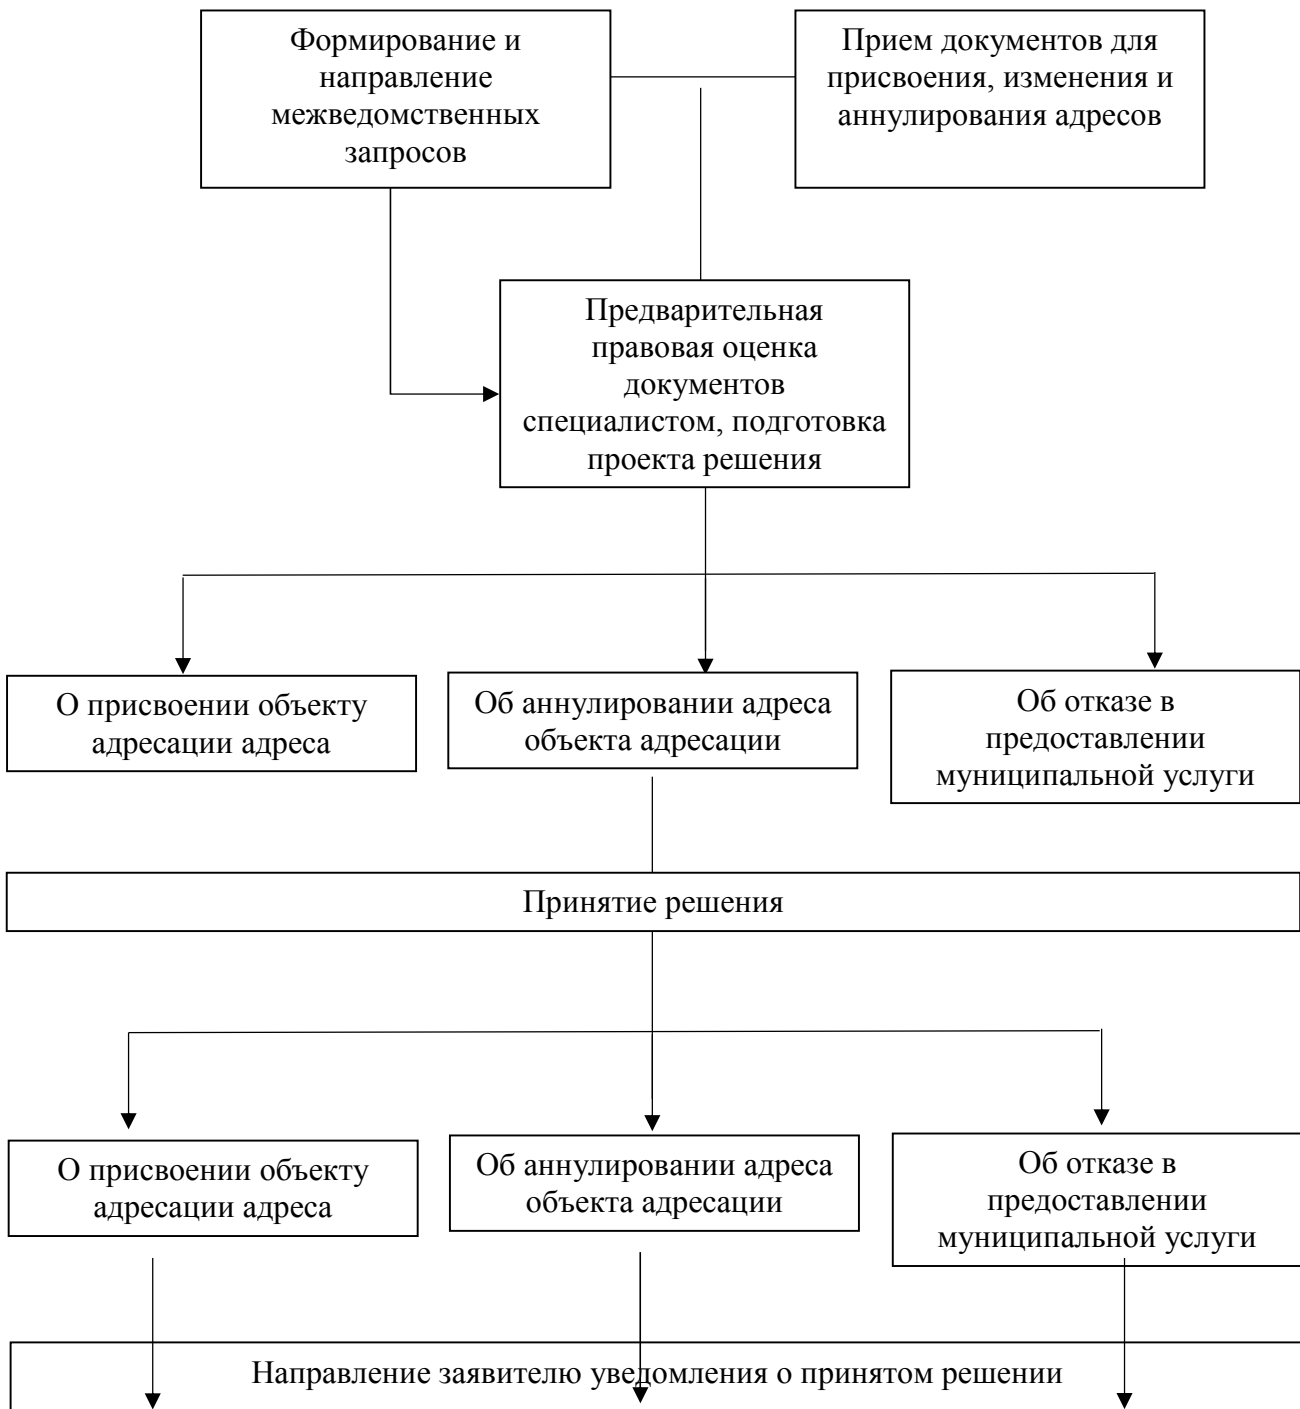 Формирование и
направление
межведомственных
запросов
Прием документов для
присвоения, изменения и
аннулирования адресов
Предварительная
правовая оценка
документов
специалистом, подготовка
проекта решения
О присвоении объекту
адресации адреса
Об аннулировании адреса
объекта адресации
Об отказе в
предоставлении
муниципальной услуги
Принятие решения
О присвоении объекту
адресации адреса
Об аннулировании адреса
объекта адресации
Об отказе в
предоставлении
муниципальной услуги
Направление заявителю уведомления о принятом решении